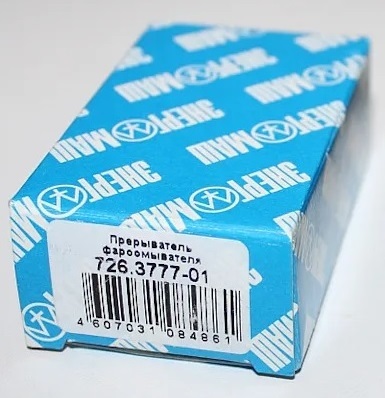 ЭНЕРГОМАШ
ЭНЕРГОМАШ
ЭНЕРГОМАШ
Прерыватель
фароомывателя
726.3777-01
4 607031 084861